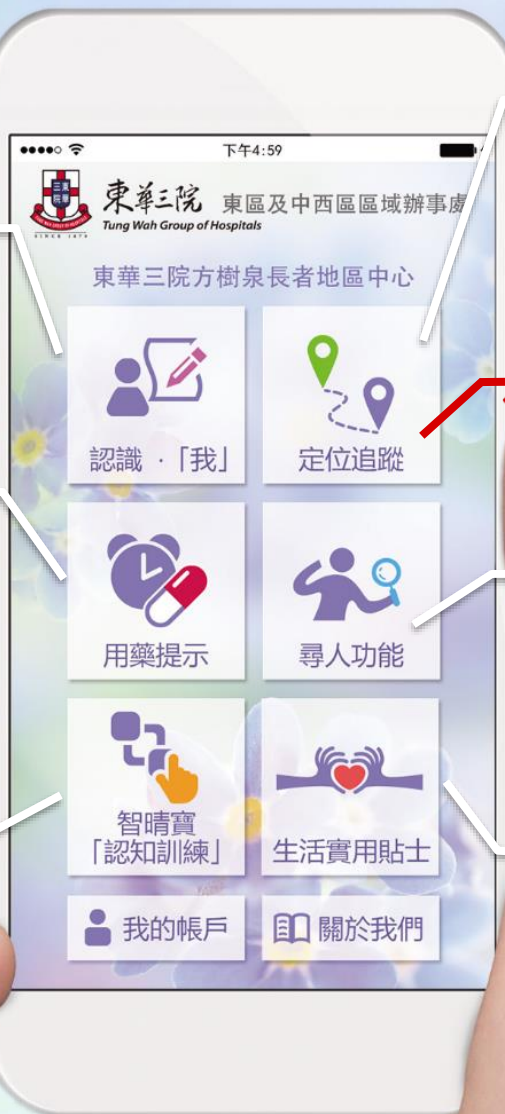 下午4:59
東華三院 東區及中西區區域辦事處
Tung Wah Group of Hospitals
SINCE 1870
東華三院方樹泉長者地區中心
認識 ·「我」
定位追蹤
用藥提示
尋人功能
智晴寶
「認知訓練」
生活實用貼士
我的帳戶
關於我們